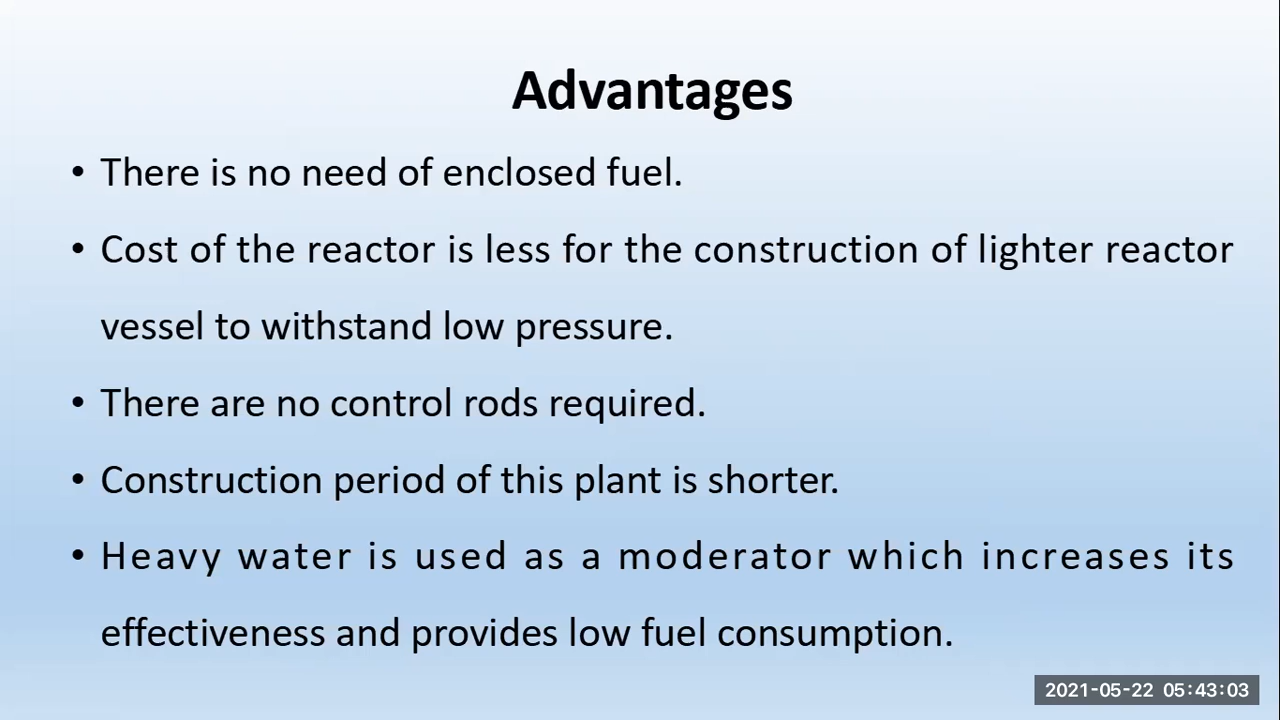 Advantages
• There is no need of enclosed fuel.
• Cost of the reactor is less for the construction of lighter reactor
vessel to withstand low pressure.
• There are no control rods required.
• Construction period of this plant is shorter.
• Heavy water is used as a moderator which increases its
effectiveness and provides low fuel consumption.
2021-05-22 05:43:03